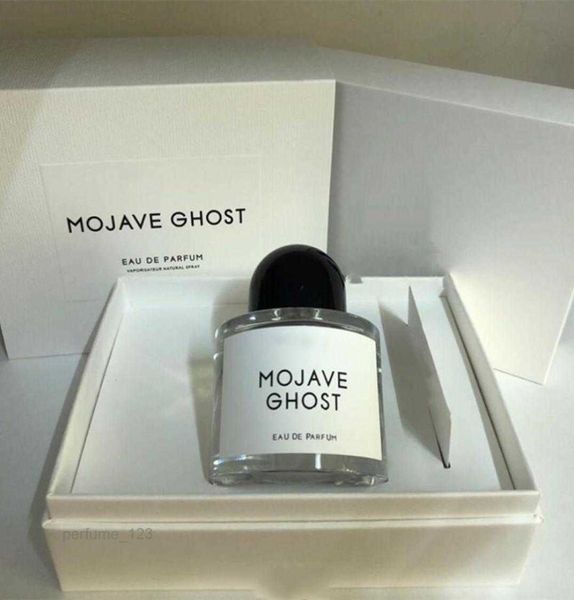 MOJAVE GHOST
EAU DE PARFUM
VAPORISATEUR NATURAL SPRAY
MOJAVE
GHOST
EAU DE PARFUM
perfume_123